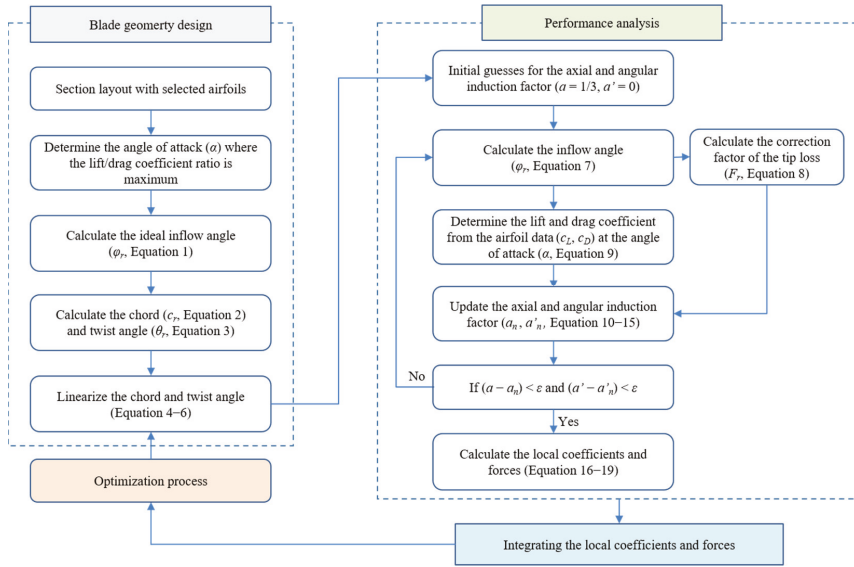 Blade geomerty design
Section layout with selected airfoils
Determine the angle of attack (α) where
the lift/drag coefficient ratio is
maximum
Calculate the ideal inflow angle
(φr, Equation 1)
Calculate the chord (cr, Equation 2)
and twist angle (θr, Equation 3)
Linearize the chord and twist angle
(Equation 4−6)
Optimization process
Performance analysis
Initial guesses for the axial and angular
induction factor (a = 1/3, a' = 0)
Calculate the inflow angle
(φr, Equation 7)
Calculate the correction
factor of the tip loss
(Fr, Equation 8)
Determine the lift and drag coefficient
from the airfoil data (cL, cD) at the angle
of attack (α, Equation 9)
Update the axial and angular induction
factor (an, a'n, Equation 10−15)
No
If (a − an) < ε and (a' − a'n) < ε
Yes
Calculate the local coefficients and
forces (Equation 16−19)
Integrating the local coefficients and forces